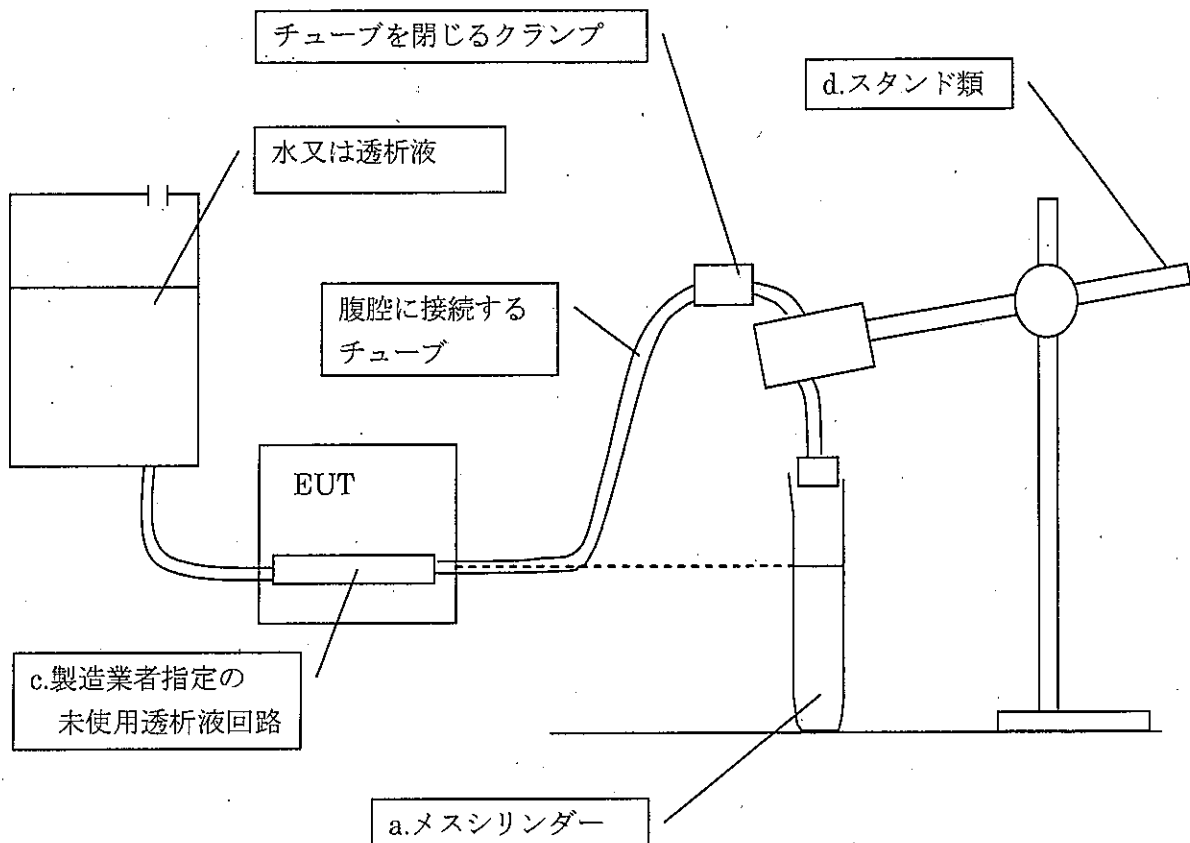 チューブを閉じるクランプ
d.スタンド類
水又は透析液
腹腔に接続する
チューブ
EUT
c.製造業者指定の
未使用透析液回路
a.メスシリンダー